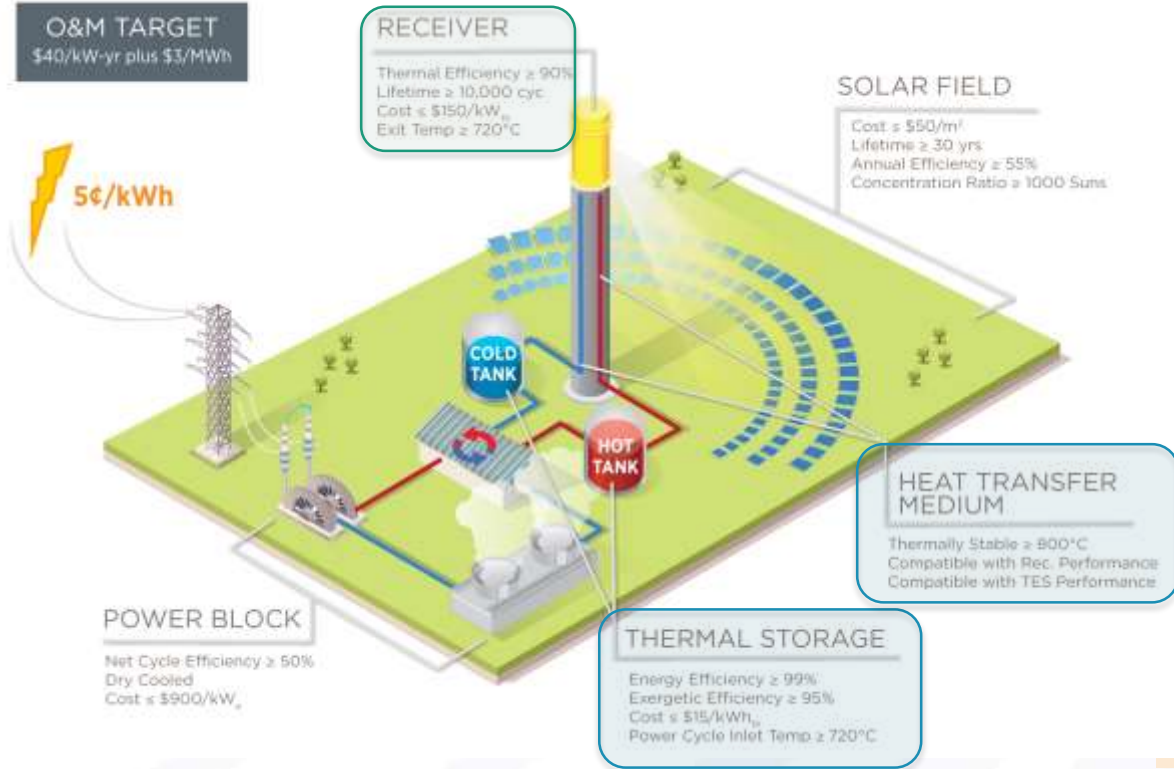 O&M TARGET
$40/kW-yr plus $3/MWh
RECEIVER
Thermal Efficiency ≥ 90%
Lifetime ≥ 10,000 cyc
Cost ≤ $150/kWth
Exit Temp ≥ 720°C
SOLAR FIELD
Cost ≤ $50/m²
Lifetime ≥ 30 yrs
Annual Efficiency ≥ 55%
Concentration Ratio ≥ 1000 Suns
5¢/kWh
COLD
TANK
HOT
TANK
HEAT TRANSFER
MEDIUM
Thermally Stable ≥ 800°C
Compatible with Rec. Performance
Compatible with TES Performance
POWER BLOCK
Net Cycle Efficiency ≥ 50%
Dry Cooled
Cost ≤ $900/kWe
THERMAL STORAGE
Energy Efficiency ≥ 99%
Exergetic Efficiency ≥ 95%
Cost ≤ $15/kWhth
Power Cycle Inlet Temp ≥ 720°C